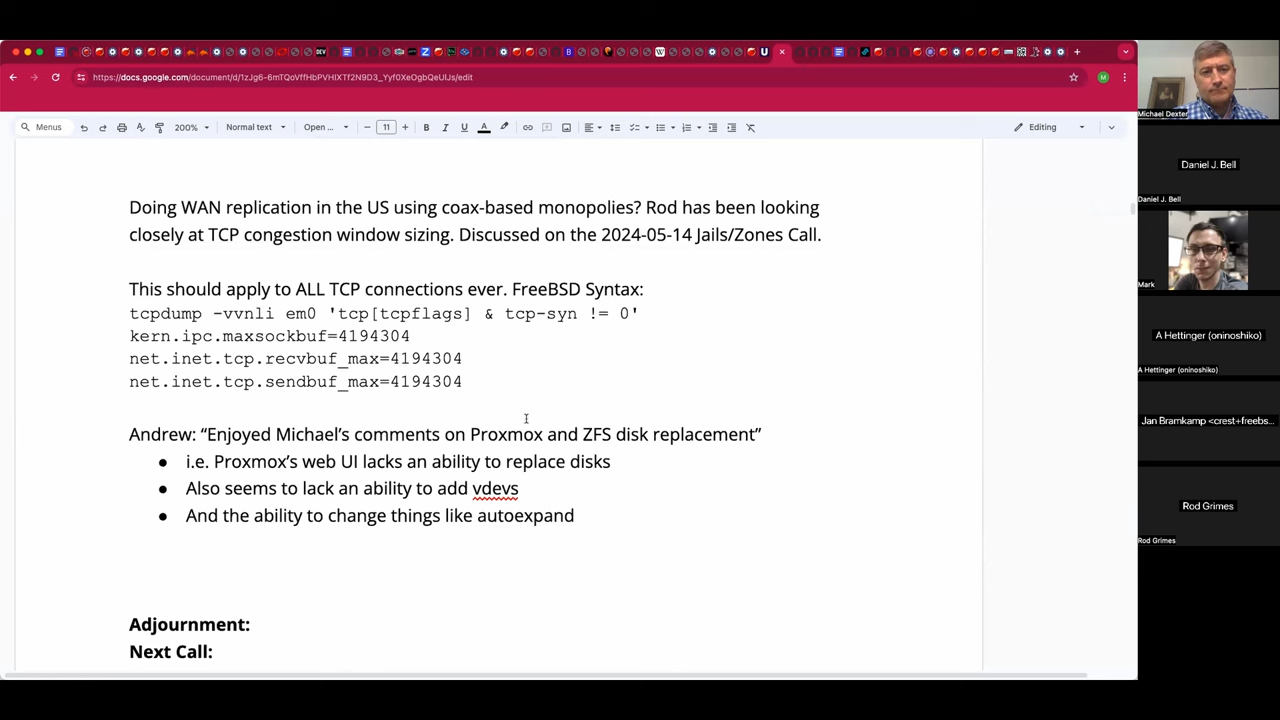 https://docs.google.com/document/d/1zJg6-6mTQoVffHbPVHIXTf2N9D3_Yyf0XeOgbQeUIJs/edit
Menus
200%
Normal text
Open ...
11
Editing
Doing WAN replication in the US using coax-based monopolies? Rod has been looking
closely at TCP congestion window sizing. Discussed on the 2024-05-14 Jails/Zones Call.
This should apply to ALL TCP connections ever. FreeBSD Syntax:
tcpdump -vvnli em0 'tcp[tcpflags] & tcp-syn != 0'
kern.ipc.maxsockbuf=4194304
net.inet.tcp.recvbuf_max=4194304
net.inet.tcp.sendbuf_max=4194304
Andrew: “Enjoyed Michael’s comments on Proxmox and ZFS disk replacement”
● i.e. Proxmox’s web UI lacks an ability to replace disks
● Also seems to lack an ability to add vdevs
● And the ability to change things like autoexpand
Adjournment:
Next Call:
Michael Dexter
Daniel J. Bell
Daniel J. Bell
Mark
A Hettinger (oninoshiko)
A Hettinger (oninoshiko)
Jan Bramkamp <crest+freebs...
Rod Grimes
Rod Grimes